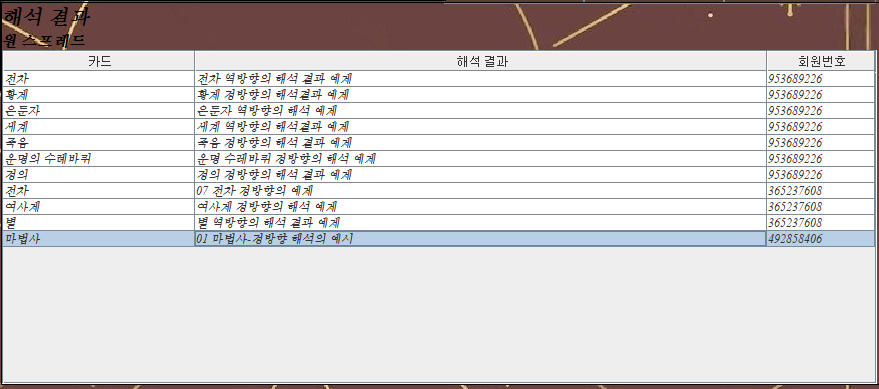 해석 결과
원 스프레드
카드 해석 결과 회원번호
전차 전차 역방향의 해석 결과 예제 953689226
황제 황제 정방향의 해석결과 예제 953689226
은둔자 은둔자 역방향의 해석 예제 953689226
세계 세계 역방향의 해석결과 예제 953689226
죽음 죽음 정방향의 해석 결과 예제 953689226
운명의 수레바퀴 운명 수레바퀴 정방향의 해석 예제 953689226
정의 정의 정방향의 해석 결과 예제 953689226
전차 07 전차 정방향의 예제 365237608
여사제 여사제 정방향의 해석 예제 365237608
별 별 역방향의 해석 결과 예제 365237608
마법사 01 마법사-정방향 해석의 예시 492858406